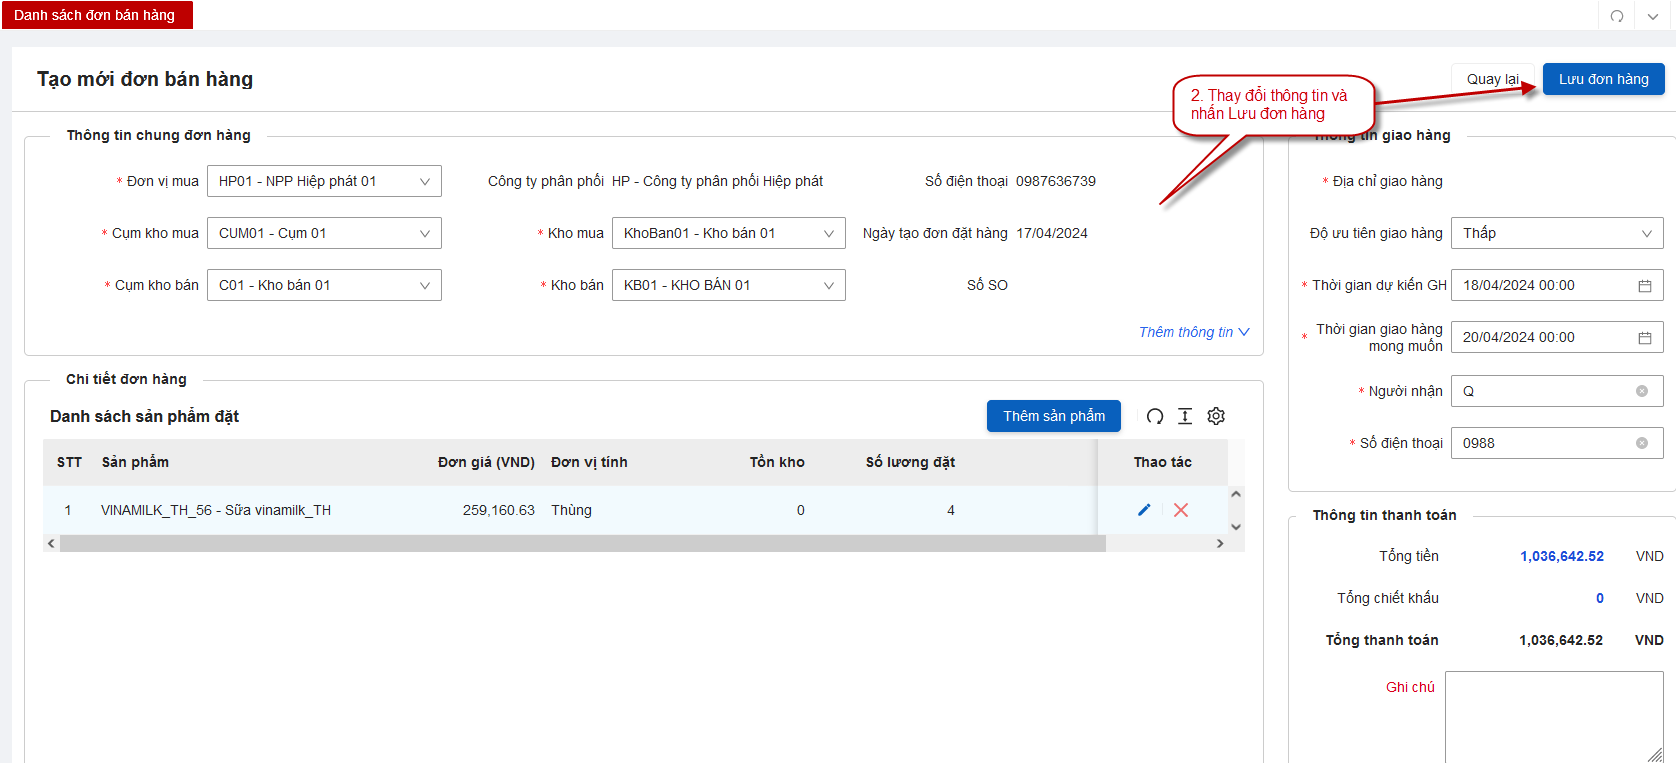 Danh sách đơn bán hàng
Tạo mới đơn bán hàng
Quay lại
Lưu đơn hàng
2. Thay đổi thông tin và
nhấn Lưu đơn hàng
Thông tin chung đơn hàng
* Đơn vị mua HP01 - NPP Hiệp phát 01
Công ty phân phối HP - Công ty phân phối Hiệp phát
Số điện thoại 0987636739
* Cụm kho mua CUM01 - Cụm 01
* Kho mua KhoBan01 - Kho bán 01
Ngày tạo đơn đặt hàng 17/04/2024
* Cụm kho bán C01 - Kho bán 01
* Kho bán KB01 - KHO BÁN 01
Số SO
Thêm thông tin
Thông tin giao hàng
* Địa chỉ giao hàng
Độ ưu tiên giao hàng Thấp
* Thời gian dự kiến GH 18/04/2024 00:00
* Thời gian giao hàng
mong muốn 20/04/2024 00:00
* Người nhận Q
* Số điện thoại 0988
Chi tiết đơn hàng
Danh sách sản phẩm đặt
Thêm sản phẩm
STT Sản phẩm Đơn giá (VND) Đơn vị tính Tồn kho Số lương đặt Thao tác
1 VINAMILK_TH_56 - Sữa vinamilk_TH 259,160.63 Thùng 0 4
Thông tin thanh toán
Tổng tiền 1,036,642.52 VND
Tổng chiết khấu 0 VND
Tổng thanh toán 1,036,642.52 VND
Ghi chú